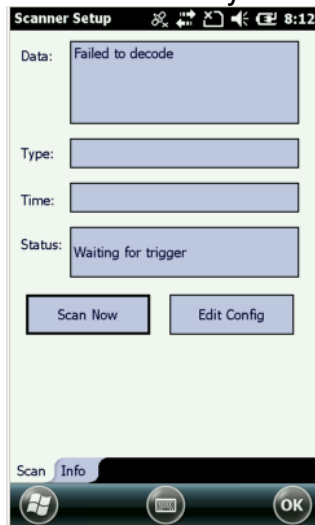 Scanner Setup 8:12
Data: Failed to decode
Type:
Time:
Status: Waiting for trigger
Scan Now Edit Config
Scan Info
OK